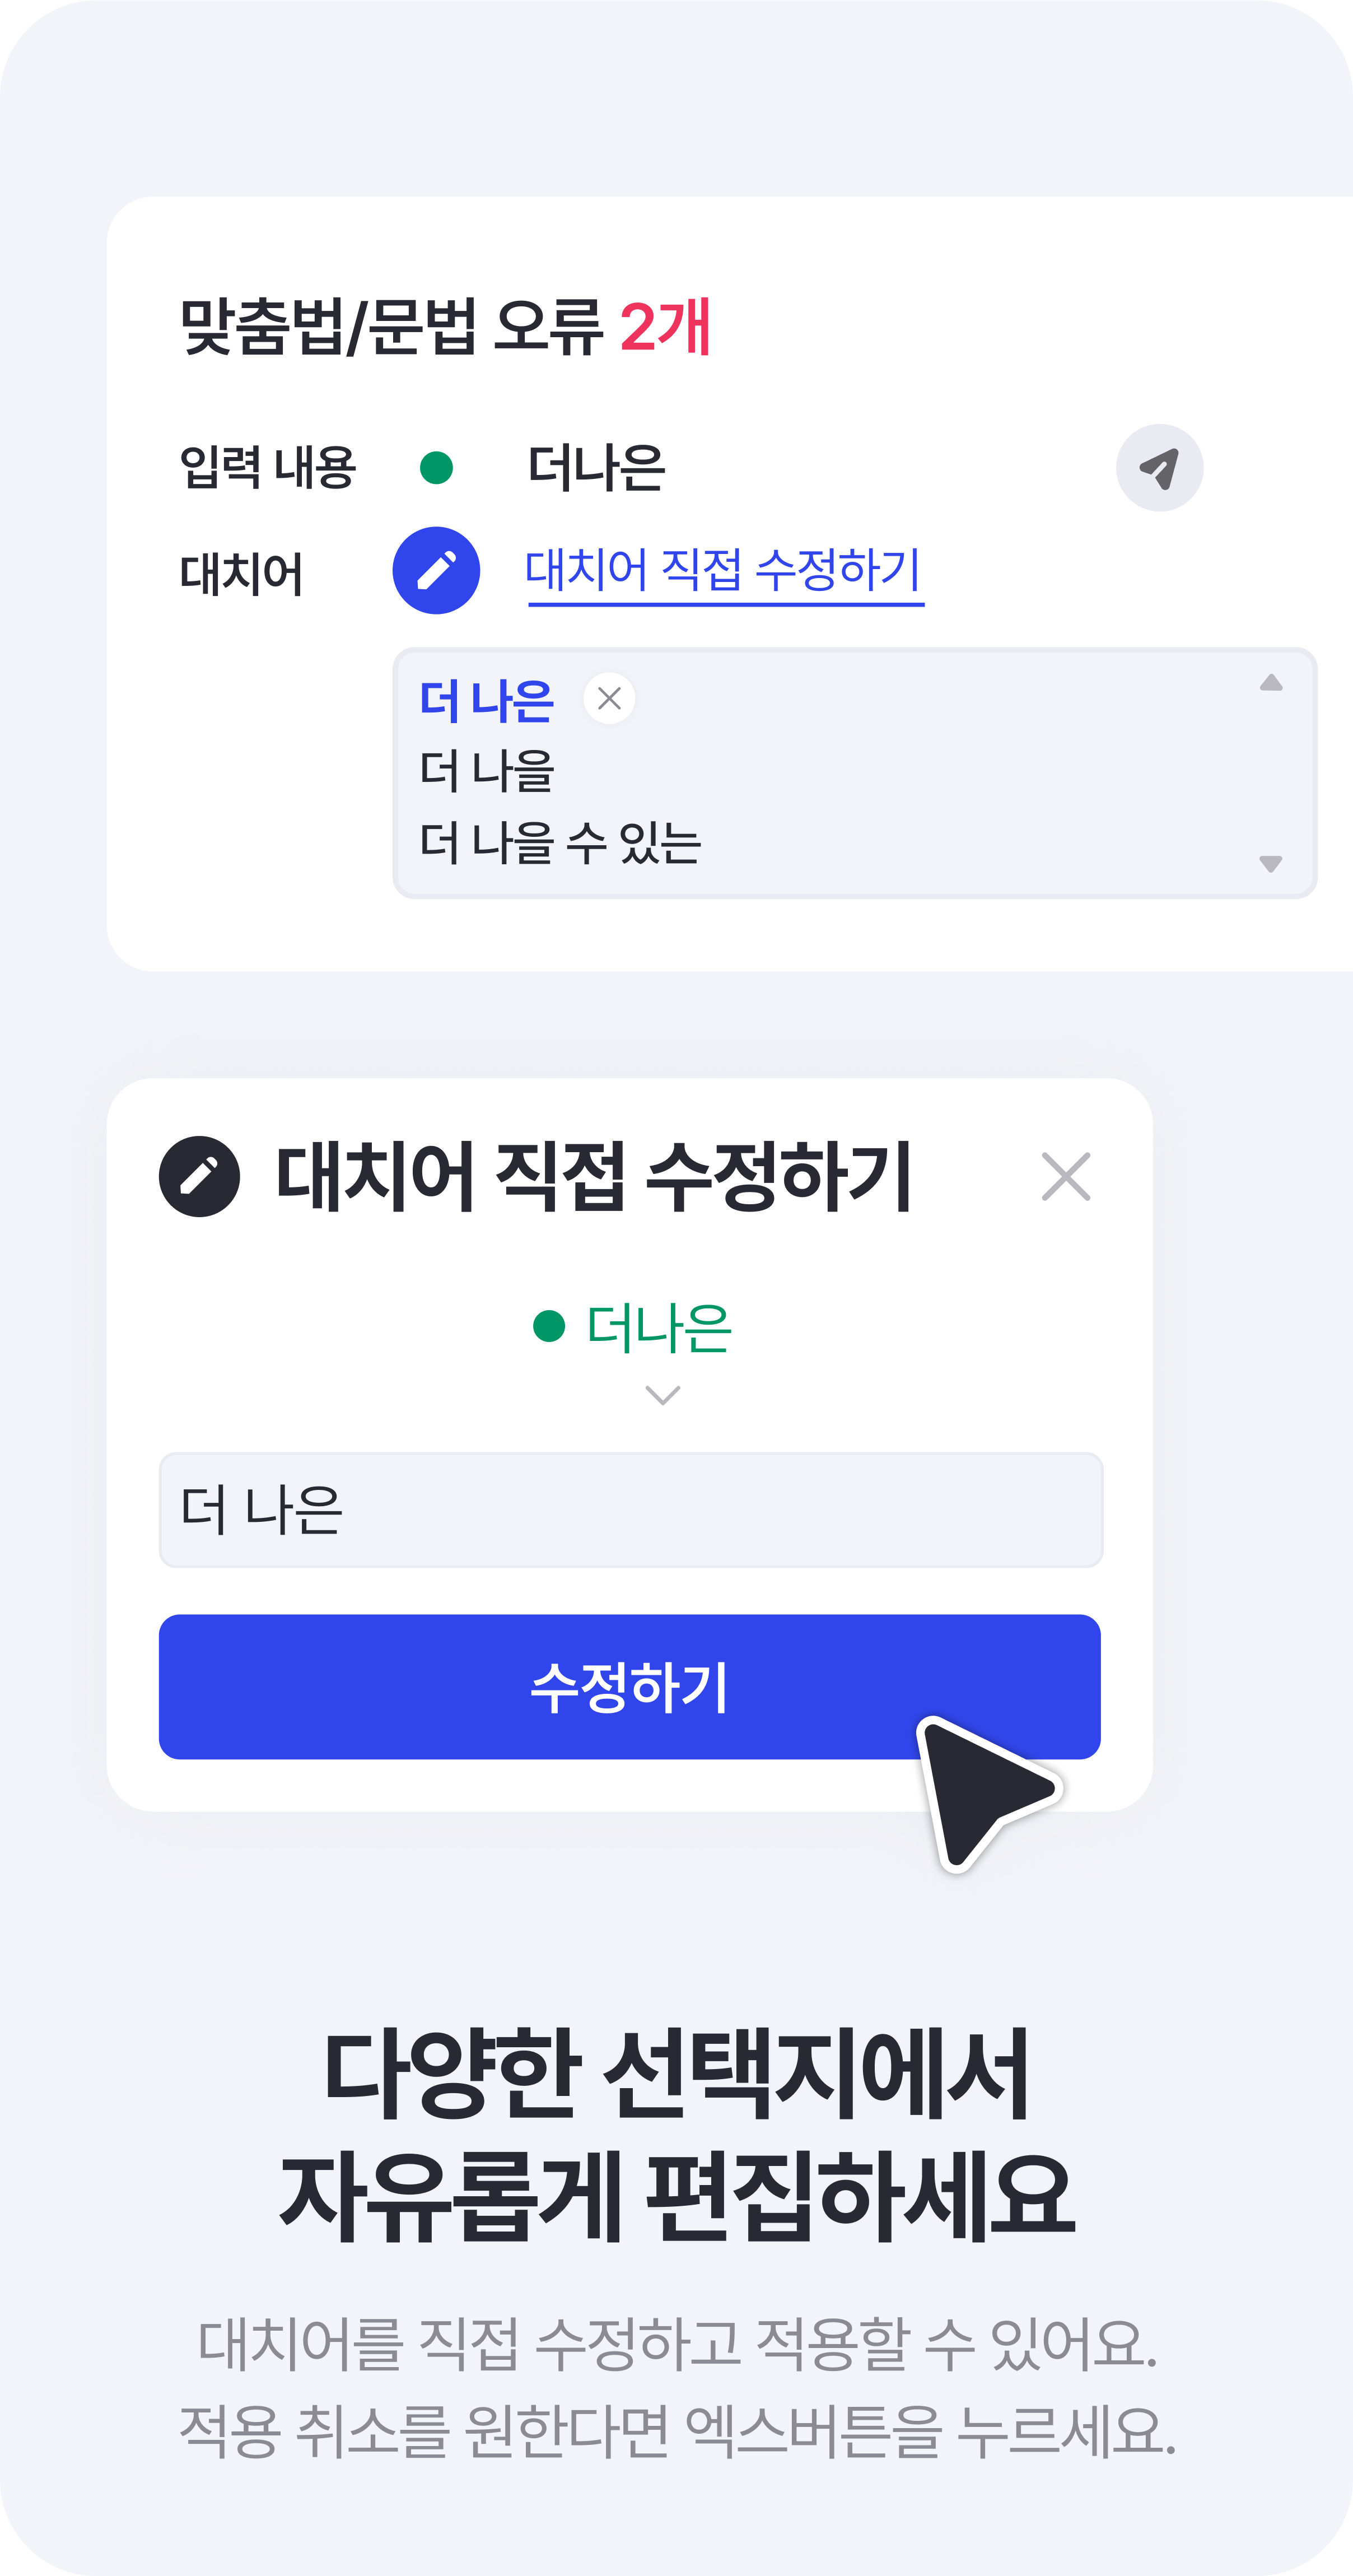 맞춤법/문법 오류 2개
입력 내용 더나은
대치어 대치어 직접 수정하기
더 나은
더 나을
더 나을 수 있는
대치어 직접 수정하기
더나은
더 나은
수정하기
다양한 선택지에서
자유롭게 편집하세요
대치어를 직접 수정하고 적용할 수 있어요.
적용 취소를 원한다면 엑스버튼을 누르세요.